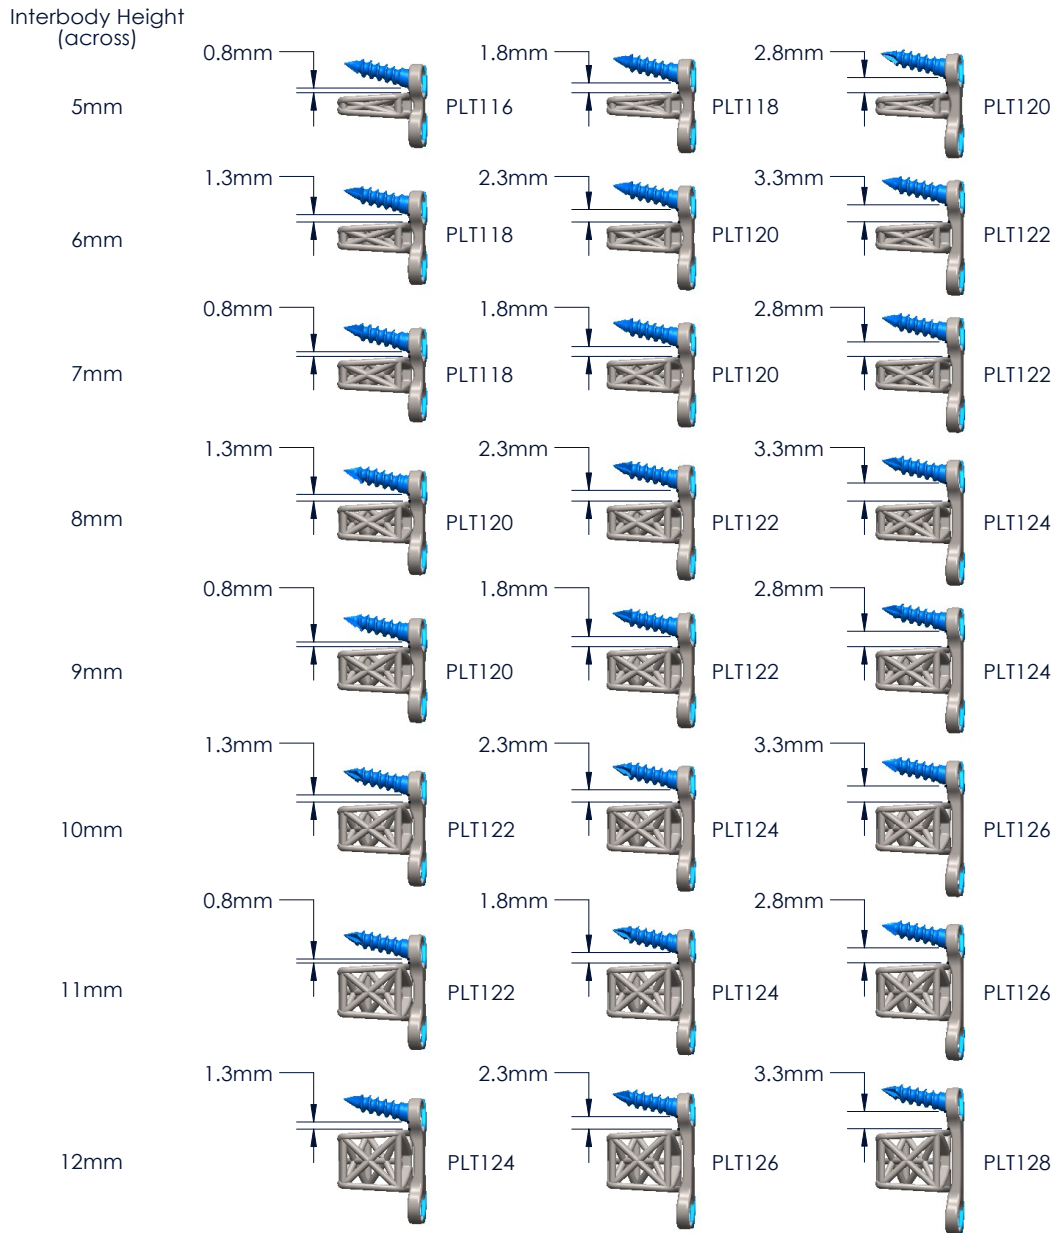 Interbody Height
(across)
0.8mm 1.8mm 2.8mm
5mm PLT116 PLT118 PLT120
1.3mm 2.3mm 3.3mm
6mm PLT118 PLT120 PLT122
0.8mm 1.8mm 2.8mm
7mm PLT118 PLT120 PLT122
1.3mm 2.3mm 3.3mm
8mm PLT120 PLT122 PLT124
0.8mm 1.8mm 2.8mm
9mm PLT120 PLT122 PLT124
1.3mm 2.3mm 3.3mm
10mm PLT122 PLT124 PLT126
0.8mm 1.8mm 2.8mm
11mm PLT122 PLT124 PLT126
1.3mm 2.3mm 3.3mm
12mm PLT124 PLT126 PLT128